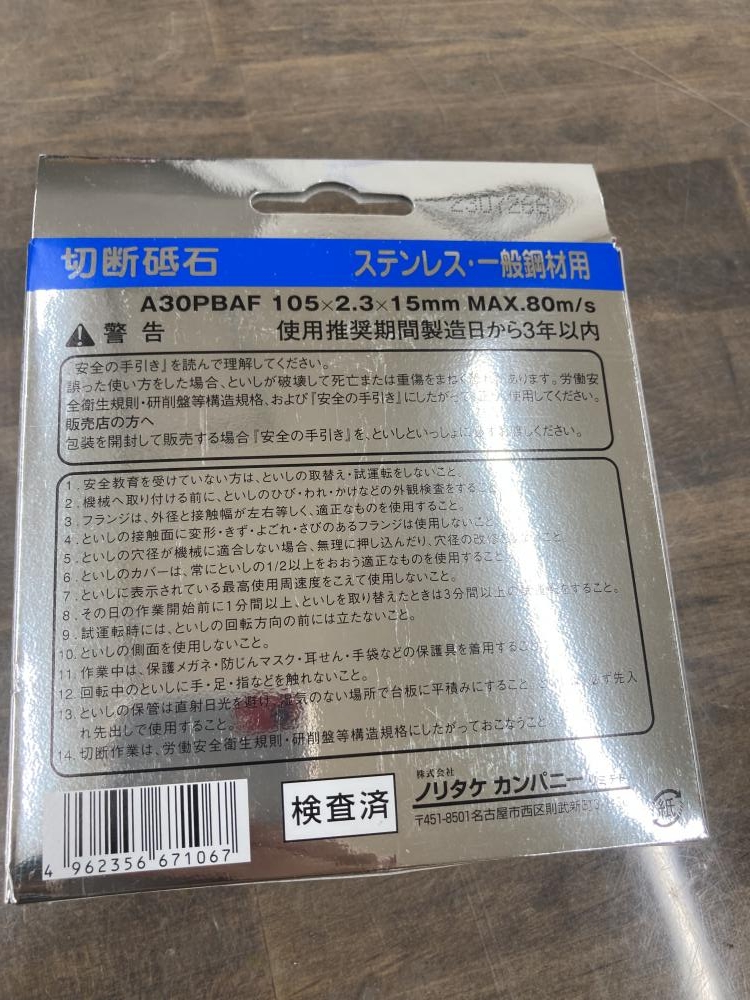 切断砥石 ステンレス・一般鋼材用
A30PBAF 105×2.3×15mm MAX.80m/s
警告 使用推奨期間製造日から3年以内
『安全の手引き』を読んで理解してください。
誤った使い方をした場合、といしが破壊して死亡または重傷をまねく あります。労働安
全衛生規則・研削盤等構造規格、および『安全の手引き』にしたがって 使用してください。
販売店の方へ
包装を開封して販売する場合『安全の手引き』を、といしといっしょに お渡しください。
1. 安全教育を受けていない方は、といしの取替え・試運転をしないこと。
2. 機械へ取り付ける前に、といしのひび・われ・かけなどの外観検査をすること。
3. フランジは、外径と接触幅が左右等しく、適正なものを使用すること。
4. といしの接触面に変形・きず・よごれ・さびのあるフランジは使用しないこと。
5. といしの穴径が機械に適合しない場合、無理に押し込んだり、穴径の改修をしないこと。
6. といしのカバーは、常にといしの1/2以上をおおう適正なものを使用すること。
7. といしに表示されている最高使用周速度をこえて使用しないこと。
8. その日の作業開始前に1分間以上、といしを取り替えたときは3分間以上の試運転をすること。
9. 試運転時には、といしの回転方向の前には立たないこと。
10. といしの側面を使用しないこと。
11. 作業中は、保護メガネ・防じんマスク・耳せん・手袋などの保護具を着用すること。
12. 回転中のといしに手・足・指などを触れないこと。
13. といしの保管は直射日光を避け、湿気のない場所で台板に平積みにすること。 必ず先入
れ先出しで使用すること。
14. 切断作業は、労働安全衛生規則・研削盤等構造規格にしたがっておこなうこと。
4 962356 671067
検査済
株式会社
ノリタケ カンパニー リミテド
〒451-8501 名古屋市西区則武新町
紙